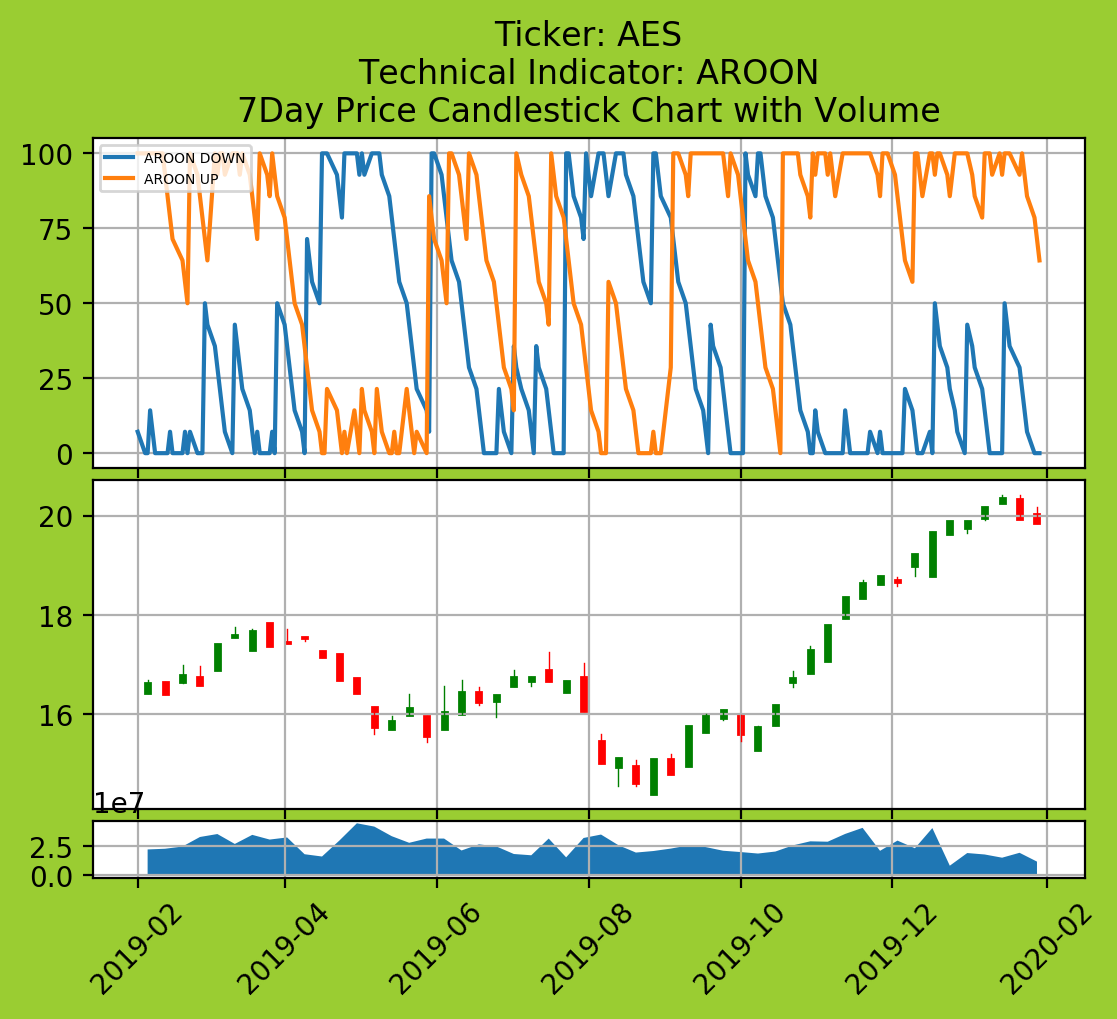 Ticker: AES
Technical Indicator: AROON
7Day Price Candlestick Chart with Volume
100
75
50
25
0
AROON DOWN
AROON UP
20
18
16
1e7
2.5
0.0
2019-02
2019-04
2019-06
2019-08
2019-10
2019-12
2020-02